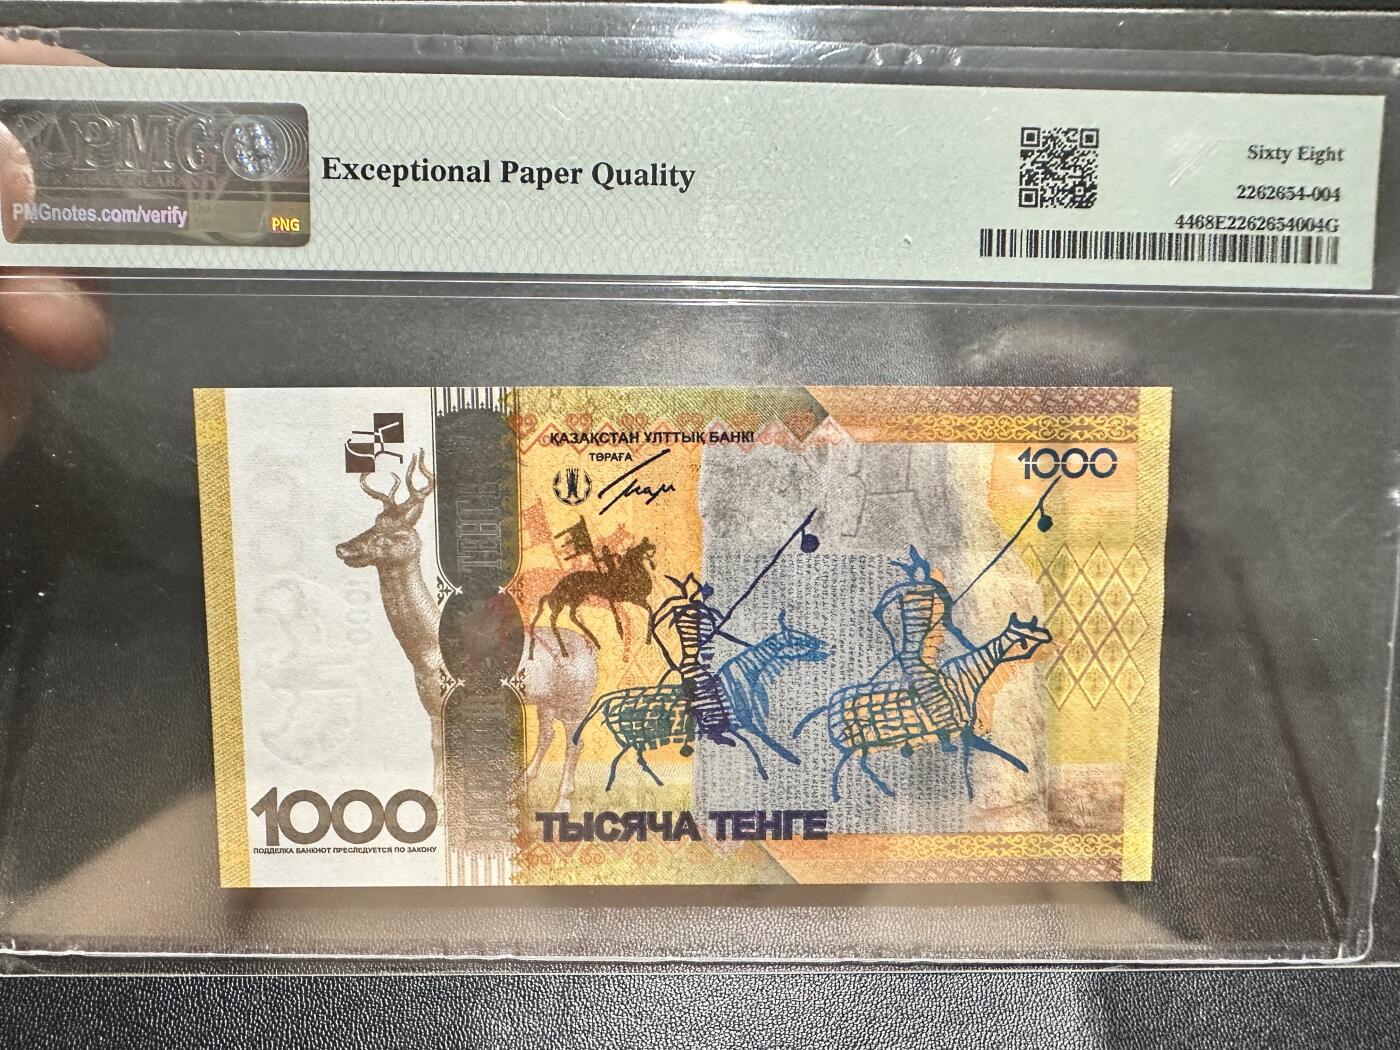 PMG
PMGnotes.com/verify
PNG
Exceptional Paper Quality
Sixty Eight
2262654-004
4468E2262654004G
ҚАЗАҚСТАН ҰЛТТЫҚ БАНКІ
ТӨРАҒА
1000
1000
ПОДДЕЛКА БАНКНОТ ПРЕСЛЕДУЕТСЯ ПО ЗАКОНУ
ТЫСЯЧА ТЕНГЕ